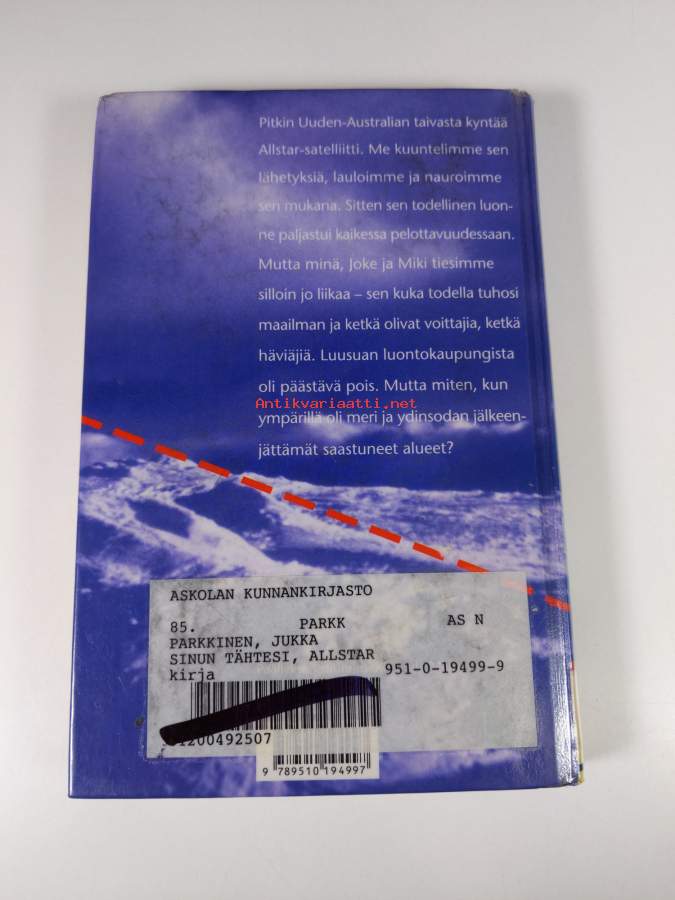 Pitkin Uuden-Australian taivasta kyntää
Allstar-satelliitti. Me kuuntelimme sen
lähetyksiä, lauloimme ja nauroimme
sen mukana. Sitten sen todellinen luon-
ne paljastui kaikessa pelottavuudessaan.
Mutta minä, Joke ja Miki tiesimme
silloin jo liikaa – sen kuka todella tuhosi
maailman ja ketkä olivat voittajia, ketkä
häviäjiä. Luusuan luontokaupungista
oli päästävä pois. Mutta miten, kun
Antikvariaatti.net
ympärillä oli meri ja ydinsodan jälkeen-
jättämät saastuneet alueet?
ASKOLAN KUNNANKIRJASTO
85. PARKK AS N
PARKKINEN, JUKKA
SINUN TÄHTESI, ALLSTAR
kirja 951-0-19499-9
200492507
9 789510 194997